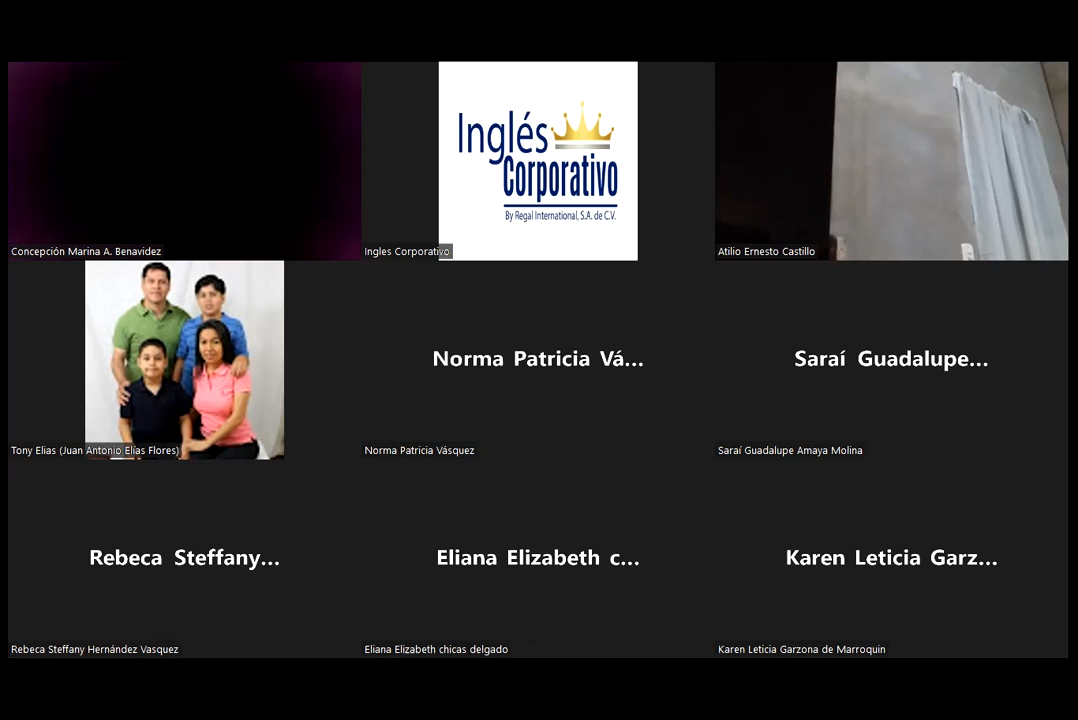 Inglés
Corporativo
By Regal International, S.A. de C.V.
Concepción Marina A. Benavidez
Ingles Corporativo
Atilio Ernesto Castillo
Norma Patricia Vá...
Saraí Guadalupe...
Tony Elias (Juan Antonio Elías Flores)
Norma Patricia Vásquez
Saraí Guadalupe Amaya Molina
Rebeca Steffany...
Eliana Elizabeth c...
Karen Leticia Garz...
Rebeca Steffany Hernández Vasquez
Eliana Elizabeth chicas delgado
Karen Leticia Garzona de Marroquin